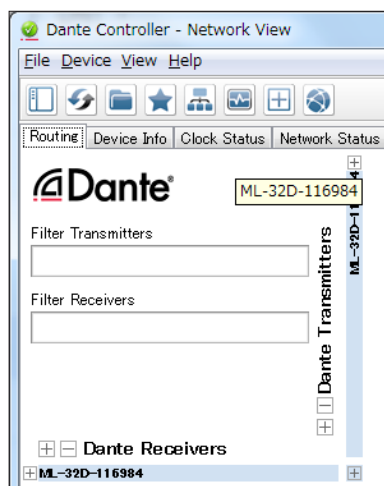 Dante Controller - Network View
File Device View Help
Routing Device Info Clock Status Network Status
Dante®
ML-32D-116984
ML-32D-116984
Filter Transmitters
Filter Receivers
Dante Transmitters
Dante Receivers
ML-32D-116984